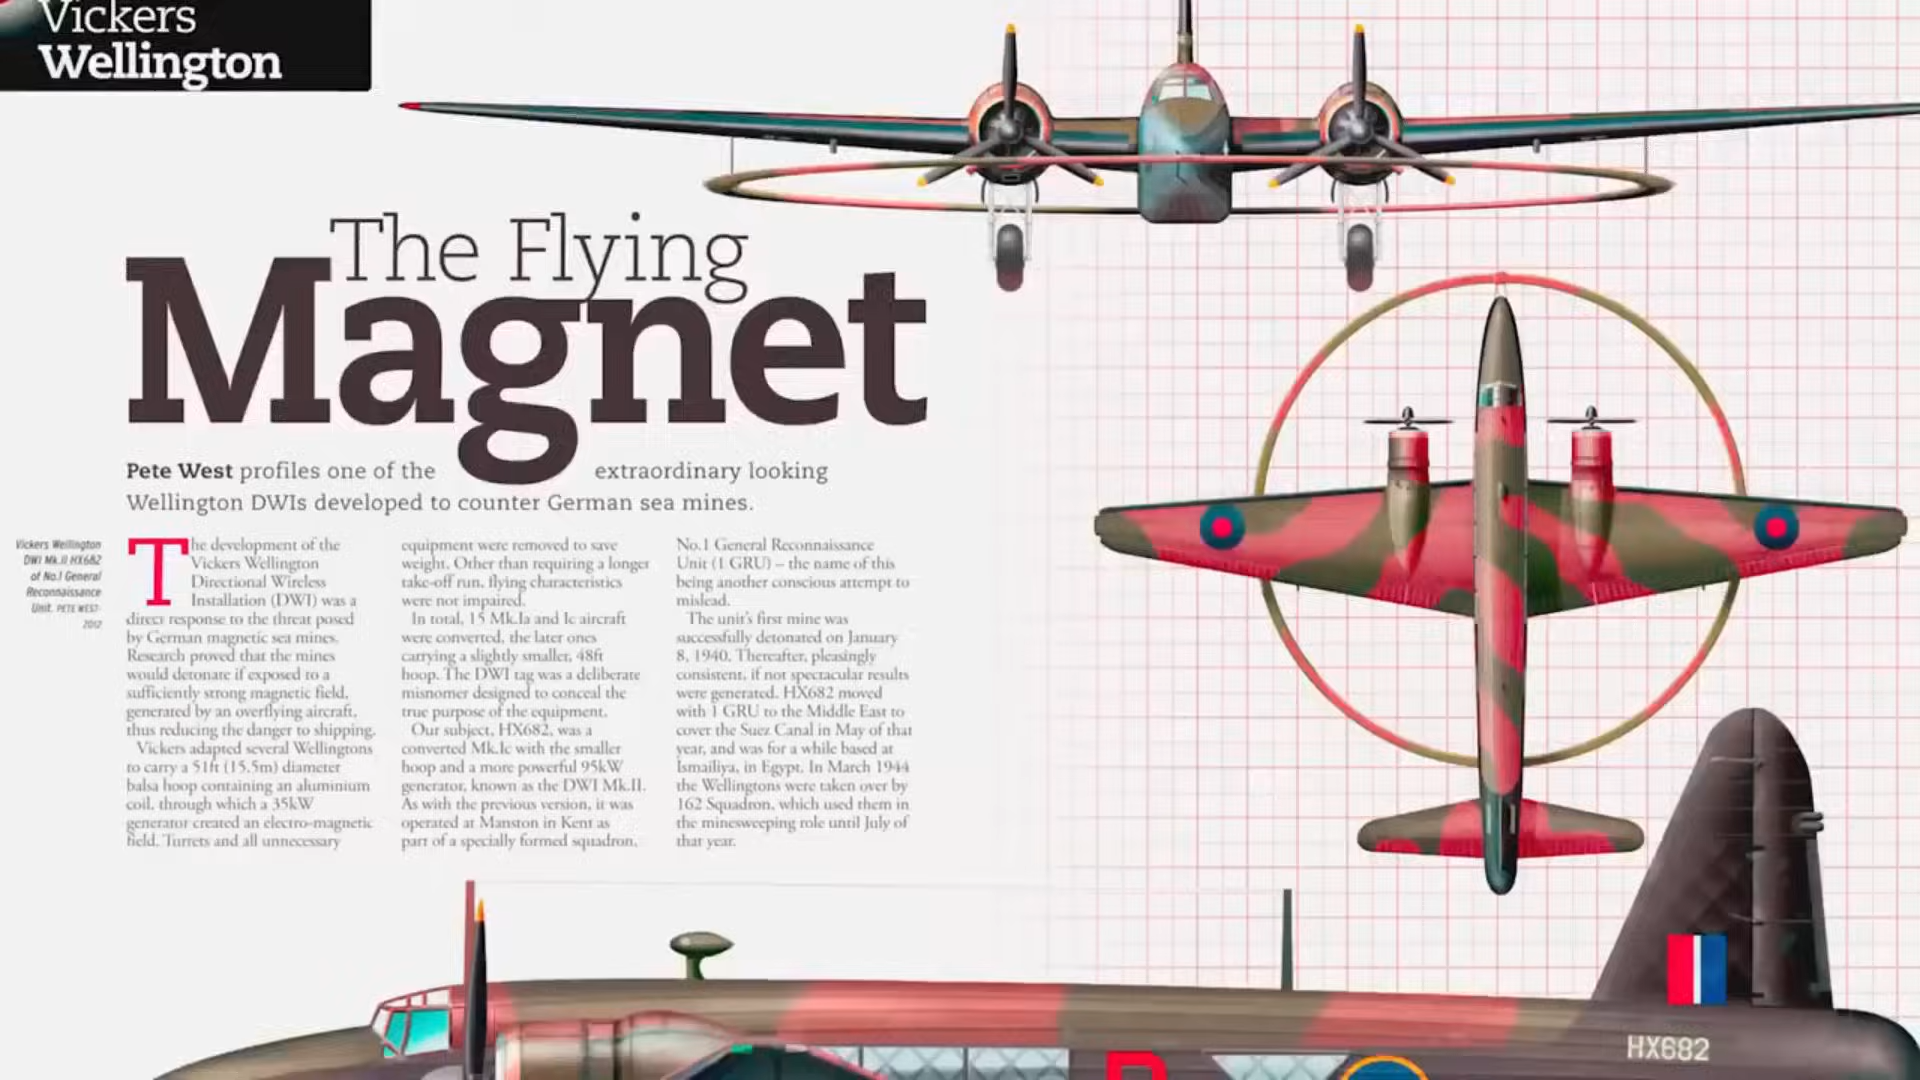 Vickers
Wellington
The Flying
Magnet
Pete West profiles one of the extraordinary looking
Wellington DWIs developed to counter German sea mines.
Vickers Wellington
DWI Mk.II HX682
of No.1 General
Reconnaissance
Unit. PETE WEST-
2012
The development of the
Vickers Wellington
Directional Wireless
Installation (DWI) was a
direct response to the threat posed
by German magnetic sea mines.
Research proved that the mines
would detonate if exposed to a
sufficiently strong magnetic field,
generated by an overflying aircraft,
thus reducing the danger to shipping.
Vickers adapted several Wellingtons
to carry a 51ft (15.5m) diameter
balsa hoop containing an aluminium
coil, through which a 35kW
generator created an electro-magnetic
field. Turrets and all unnecessary
equipment were removed to save
weight. Other than requiring a longer
take-off run, flying characteristics
were not impaired.
In total, 15 Mk.Ia and Ic aircraft
were converted, the later ones
carrying a slightly smaller, 48ft
hoop. The DWI tag was a deliberate
misnomer designed to conceal the
true purpose of the equipment.
Our subject, HX682, was a
converted Mk.Ic with the smaller
hoop and a more powerful 95kW
generator, known as the DWI Mk.II.
As with the previous version, it was
operated at Manston in Kent as
part of a specially formed squadron,
No.1 General Reconnaissance
Unit (1 GRU) – the name of this
being another conscious attempt to
mislead.
The unit's first mine was
successfully detonated on January
8, 1940. Thereafter, pleasingly
consistent, if not spectacular results
were generated. HX682 moved
with 1 GRU to the Middle East to
cover the Suez Canal in May of that
year, and was for a while based at
Ismailiya, in Egypt. In March 1944
the Wellingtons were taken over by
162 Squadron, which used them in
the minesweeping role until July of
that year.
HX682